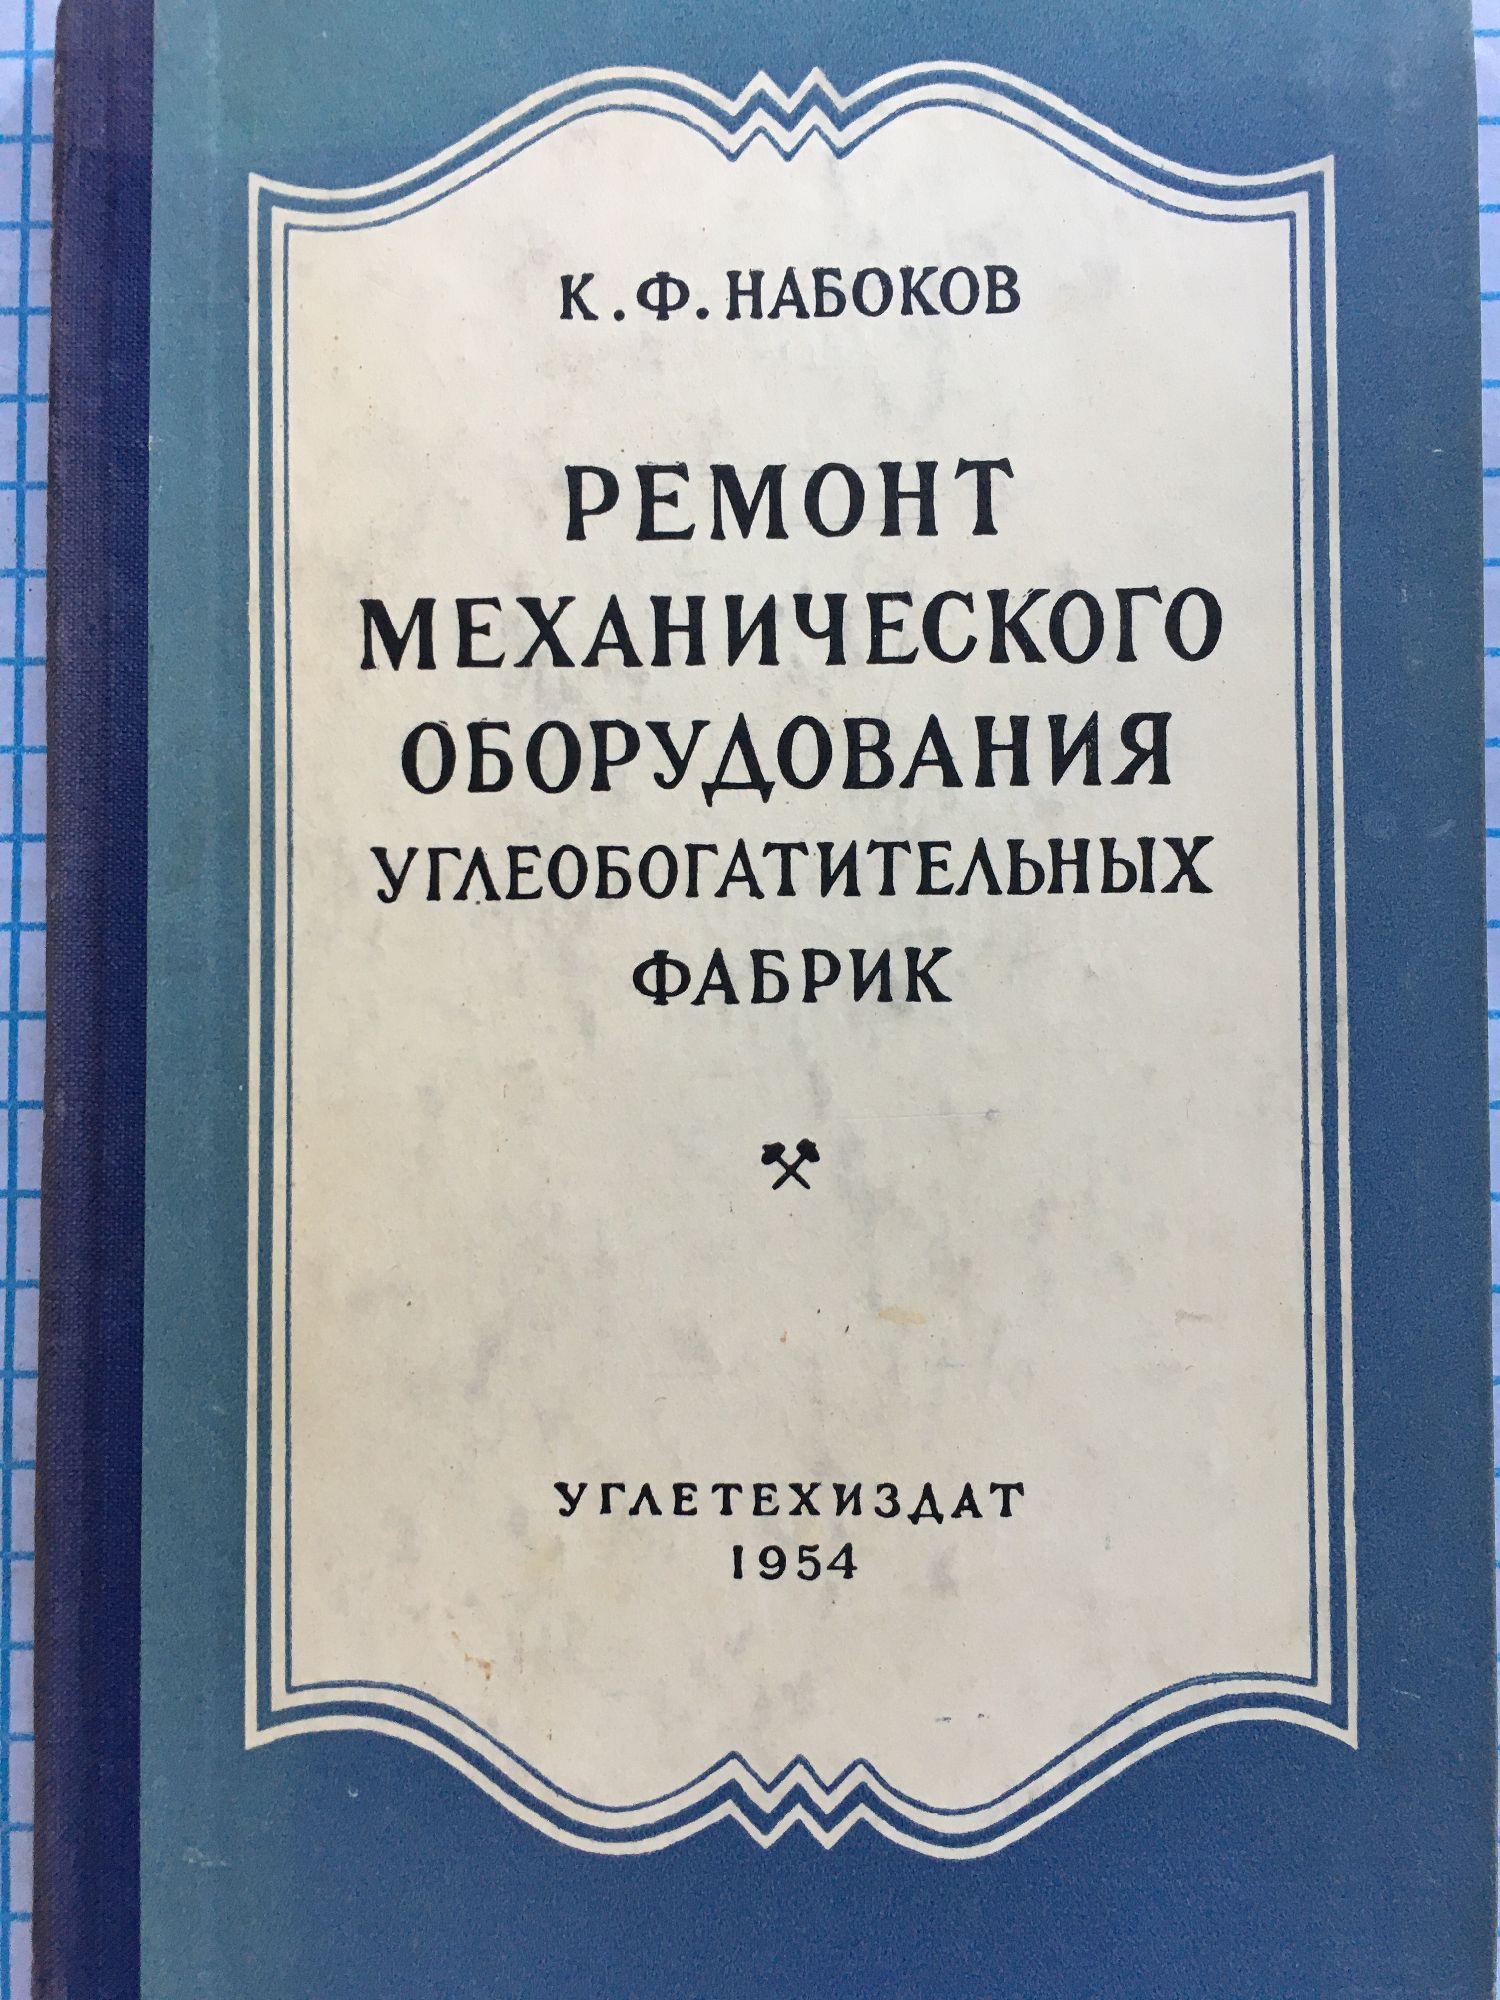 К. Ф. НАБОКОВ
РЕМОНТ
МЕХАНИЧЕСКОГО
ОБОРУДОВАНИЯ
УГЛЕОБОГАТИТЕЛЬНЫХ
ФАБРИК
УГЛЕТЕХИЗДАТ
1954